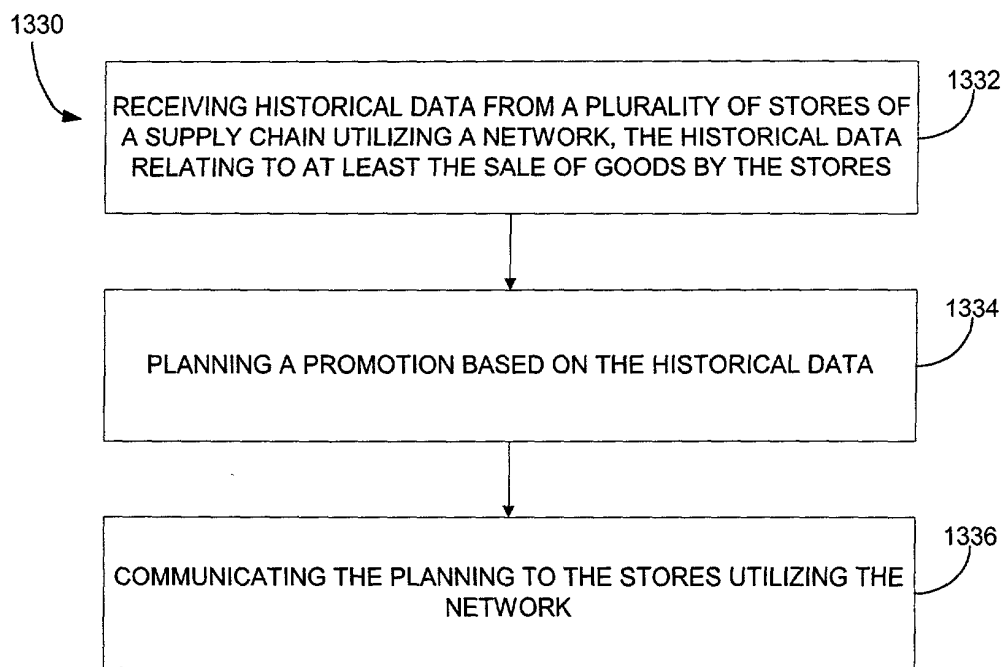 1330
1332
RECEIVING HISTORICAL DATA FROM A PLURALITY OF STORES OF
A SUPPLY CHAIN UTILIZING A NETWORK, THE HISTORICAL DATA
RELATING TO AT LEAST THE SALE OF GOODS BY THE STORES
1334
PLANNING A PROMOTION BASED ON THE HISTORICAL DATA
1336
COMMUNICATING THE PLANNING TO THE STORES UTILIZING THE
NETWORK